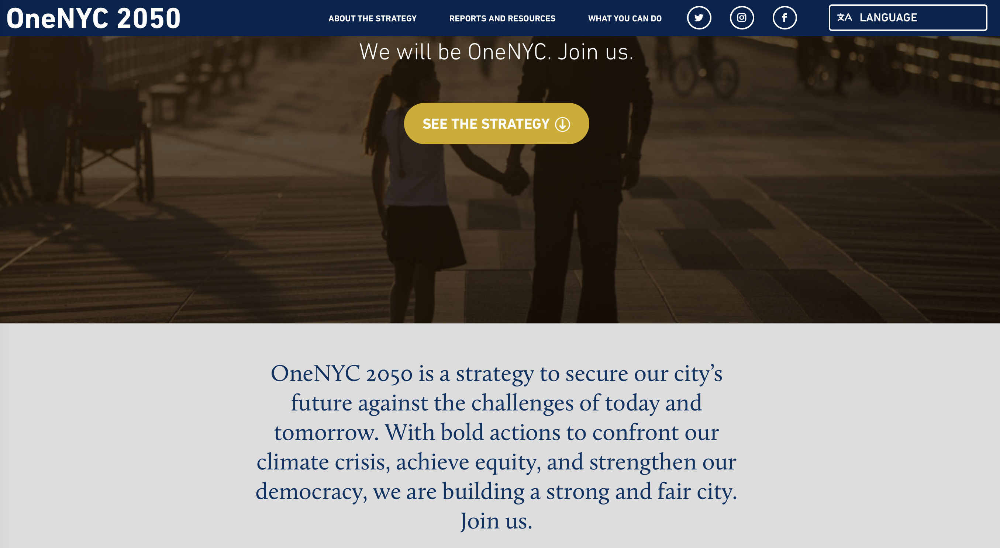 OneNYC 2050
ABOUT THE STRATEGY
REPORTS AND RESOURCES
WHAT YOU CAN DO
LANGUAGE
We will be OneNYC. Join us.
SEE THE STRATEGY
OneNYC 2050 is a strategy to secure our city’s
future against the challenges of today and
tomorrow. With bold actions to confront our
climate crisis, achieve equity, and strengthen our
democracy, we are building a strong and fair city.
Join us.